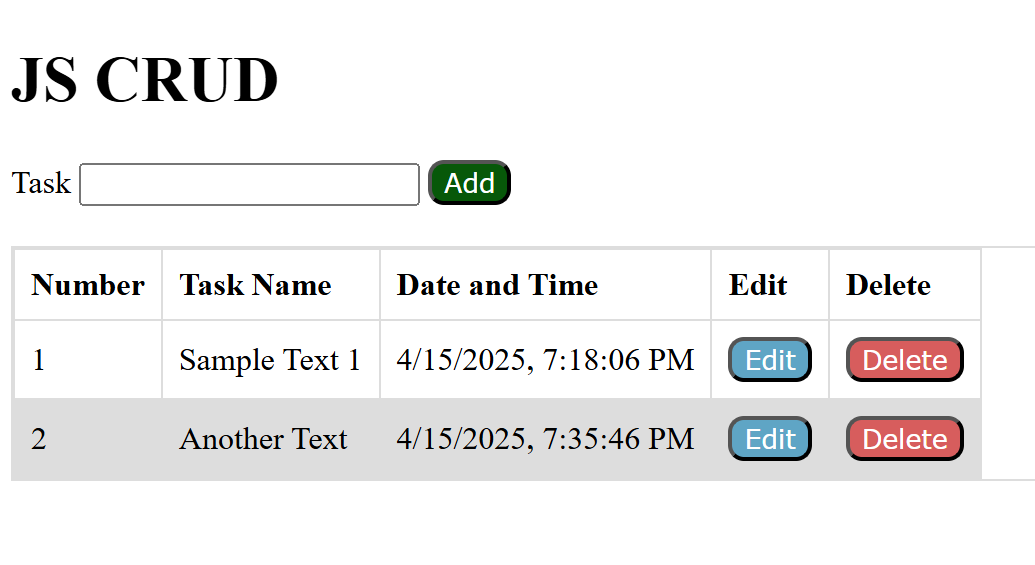 JS CRUD
Task Add
Number Task Name Date and Time Edit Delete
1 Sample Text 1 4/15/2025, 7:18:06 PM Edit Delete
2 Another Text 4/15/2025, 7:35:46 PM Edit Delete